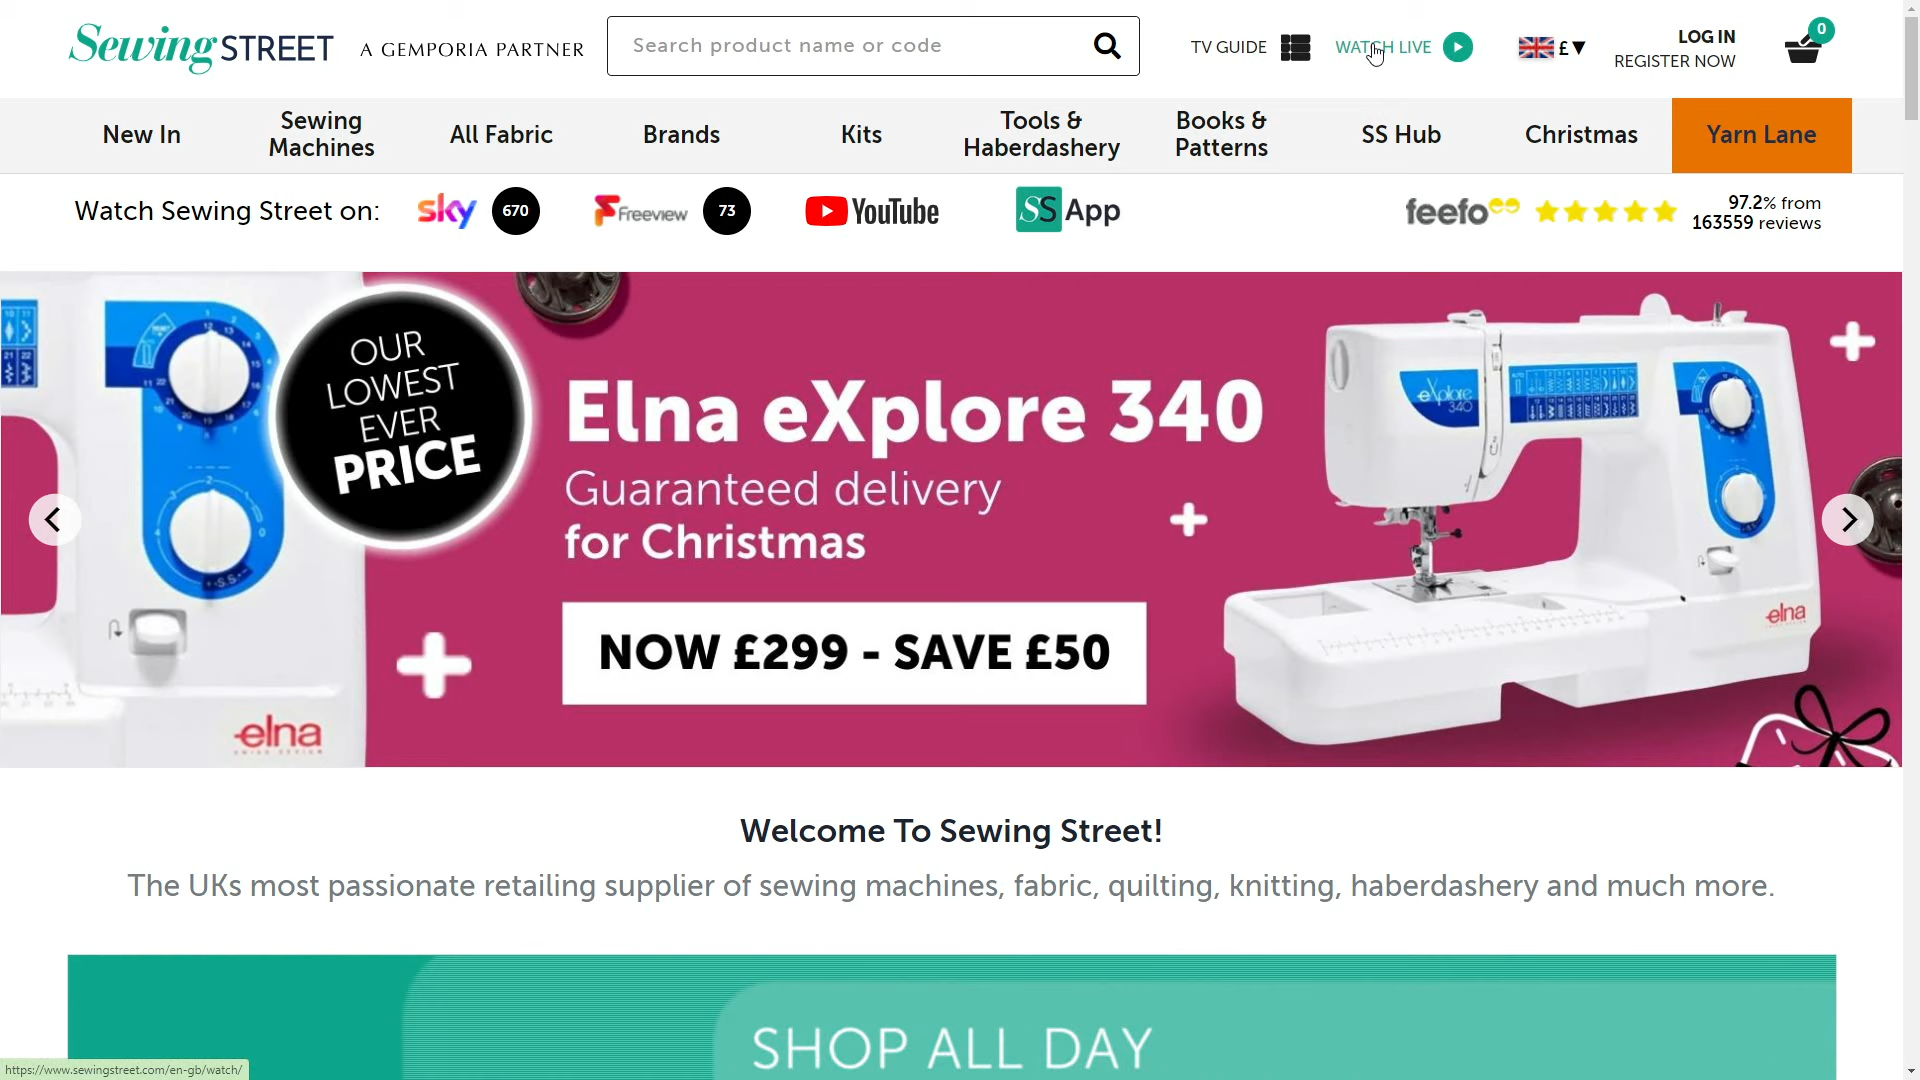 Sewing STREET
A GEMPORIA PARTNER
Search product name or code
TV GUIDE
WATCH LIVE
£▼
LOG IN
REGISTER NOW
0
New In
Sewing
Machines
All Fabric
Brands
Kits
Tools &
Haberdashery
Books &
Patterns
SS Hub
Christmas
Yarn Lane
Watch Sewing Street on:
sky
670
Freeview
73
YouTube
SS App
feefo
97.2% from
163559 reviews
OUR
LOWEST
EVER
PRICE
Elna eXplore 340
Guaranteed delivery
for Christmas
NOW £299 - SAVE £50
eXplore
340
elna
elna
Welcome To Sewing Street!
The UKs most passionate retailing supplier of sewing machines, fabric, quilting, knitting, haberdashery and much more.
SHOP ALL DAY
https://www.sewingstreet.com/en-gb/watch/